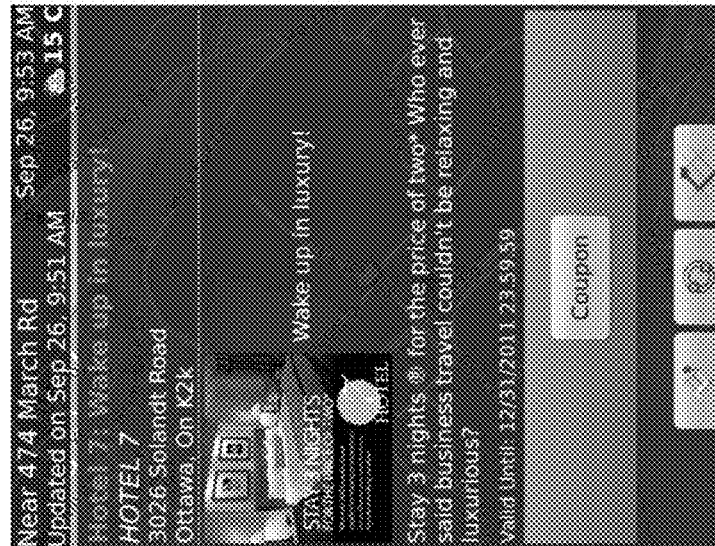 Near 474 March Rd Sep 26, 9:53 AM
Updated on Sep 26, 9:51 AM 15 C
Hotel 7: Wake up in luxury!
HOTEL 7
3026 Solandt Road
Ottawa, On K2k
Wake up in luxury!
NIGHTS
Stay 3 nights @ for the price of two* Who ever
said business travel couldn't be relaxing and
luxurious?
Valid Until: 12/31/2011 23.59.59
Coupon